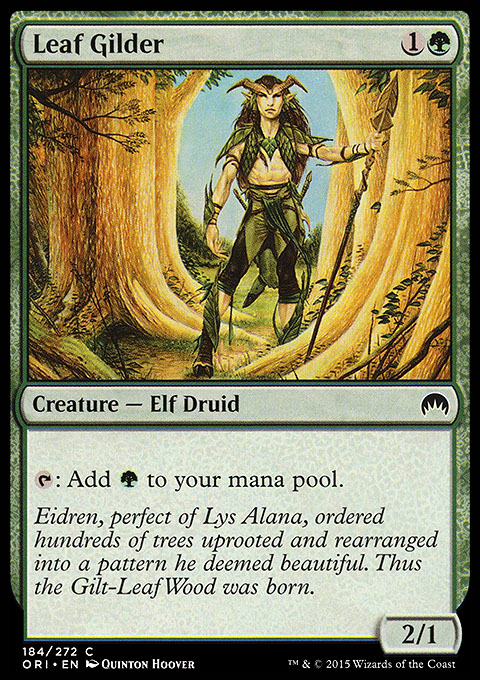 Leaf Gilder 1
Creature — Elf Druid
: Add to your mana pool.
Eidren, perfect of Lys Alana, ordered
hundreds of trees uprooted and rearranged
into a pattern he deemed beautiful. Thus
the Gilt-Leaf Wood was born.
2/1
184/272 C
ORI • EN Quinton Hoover ™ & © 2015 Wizards of the Coast